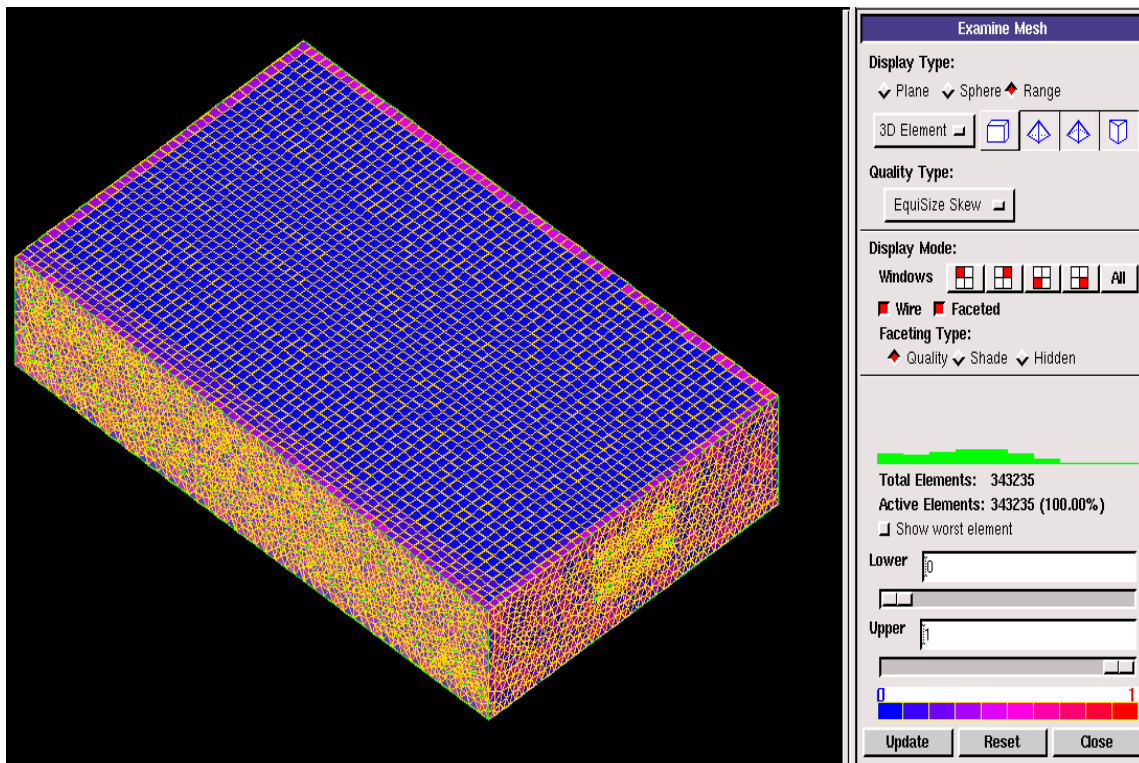 Examine Mesh
Display Type:
Plane Sphere Range
3D Element
Quality Type:
EquiSize Skew
Display Mode:
Windows All
Wire Faceted
Faceting Type:
Quality Shade Hidden
Total Elements: 343235
Active Elements: 343235 (100.00%)
Show worst element
Lower 0
Upper 1
0 1
Update Reset Close